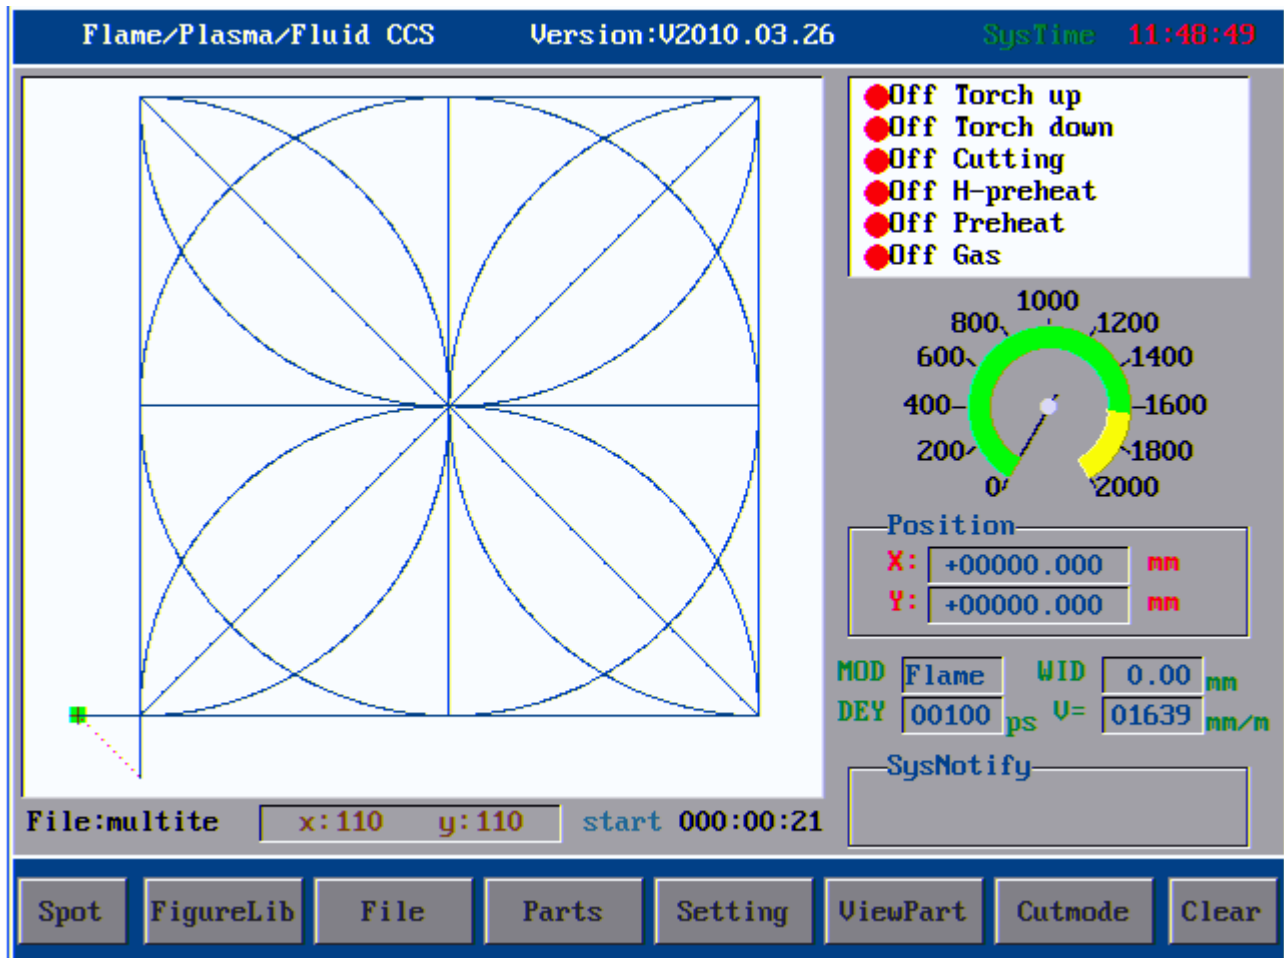 Flame/Plasma/Fluid CCS Version:V2010.03.26 SysTime 11:48:49
Off Torch up
Off Torch down
Off Cutting
Off H-preheat
Off Preheat
Off Gas
1000
800 1200
600 1400
400 1600
200 1800
0 2000
Position
X: +00000.000 mm
Y: +00000.000 mm
MOD Flame WID 0.00 mm
DEY 00100 ps V= 01639 mm/m
SysNotify
File:multite x:110 y:110 start 000:00:21
Spot FigureLib File Parts Setting ViewPart Cutmode Clear